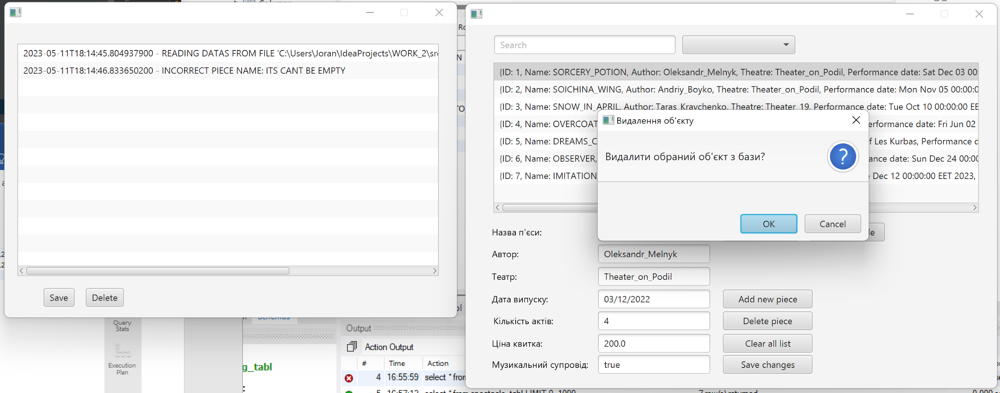 2023-05-11T18:14:45.804937900 - READING DATAS FROM FILE 'C:\Users\Joran\IdeaProjects\WORK_2\src
2023-05-11T18:14:46.833650200 - INCORRECT PIECE NAME: ITS CANT BE EMPTY
Save
Delete
Search
{ID: 1, Name: SORCERY_POTION, Author: Oleksandr_Melnyk, Theatre: Theater_on_Podil, Performance date: Sat Dec 03 00:
{ID: 2, Name: SOICHINA_WING, Author: Andriy_Boyko, Theatre: Theater_on_Podil, Performance date: Mon Nov 05 00:00:0
{ID: 3, Name: SNOW_IN_APRIL, Author: Taras_Kravchenko, Theatre: Theater_19, Performance date: Tue Oct 10 00:00:00 EE
{ID: 4, Name: OVERCOAT erformance date: Fri Jun 02
{ID: 5, Name: DREAMS_ f Les Kurbas, Performance d
{ID: 6, Name: OBSERVER, ance date: Sun Dec 24 00:00
{ID: 7, Name: IMITATION Dec 12 00:00:00 EET 2023,
Видалення об'єкту
Видалити обраний об'єкт з бази?
OK
Cancel
Назва п'єси:
Автор:
Oleksandr_Melnyk
Театр:
Theater_on_Podil
Дата випуску:
03/12/2022
Add new piece
Кількість актів:
4
Delete piece
Ціна квитка:
200.0
Clear all list
Музикальний супровід:
true
Save changes
Query
Stats
Execution
Plan
g_tabl
:
Output
Action Output
#
Time
Action
4
16:55:59
select * from